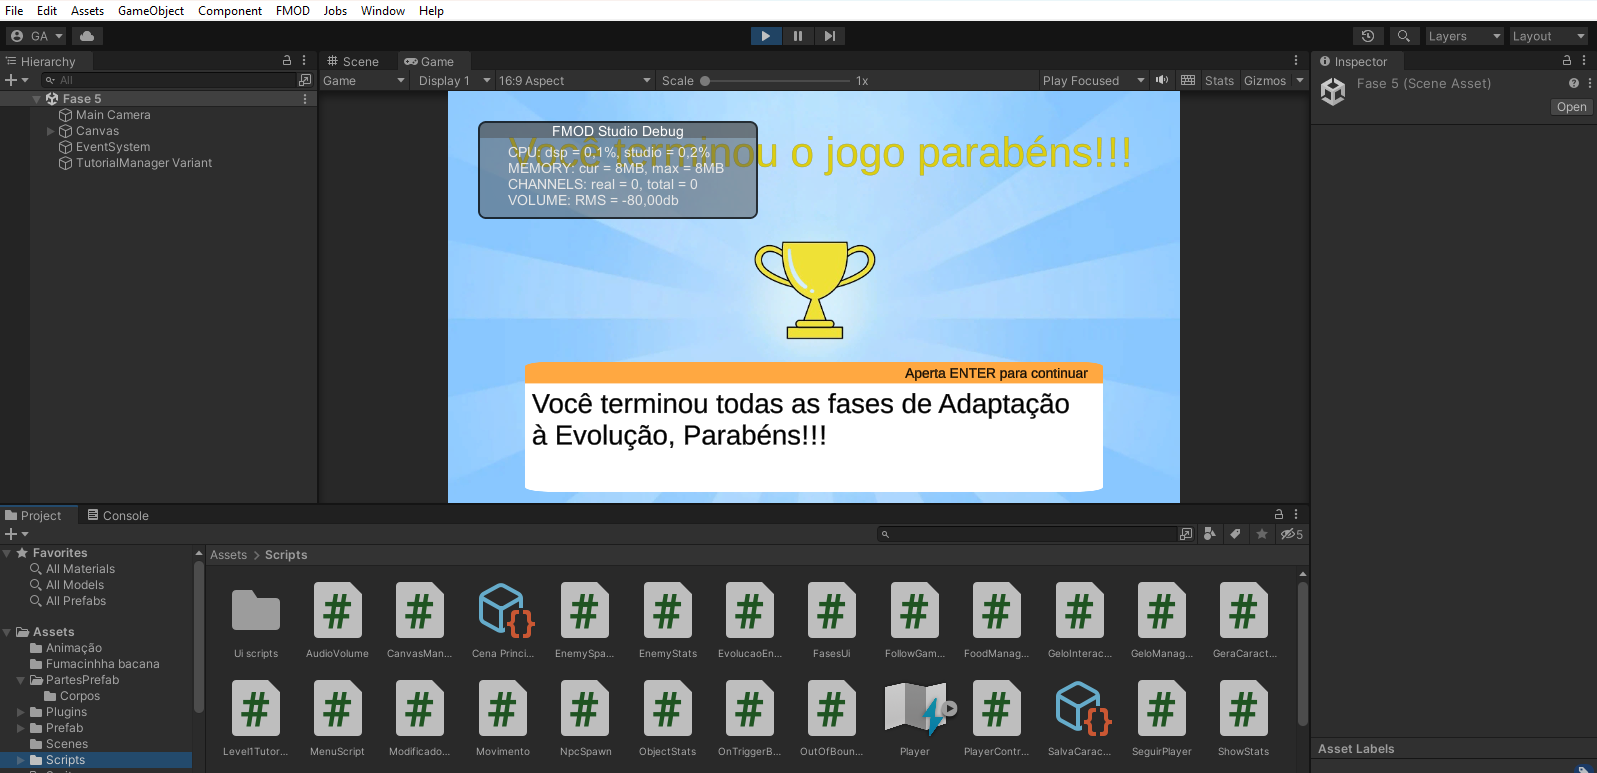 File Edit Assets GameObject Component FMOD Jobs Window Help
GA
Layers
Layout
Hierarchy
All
Fase 5
Main Camera
Canvas
EventSystem
TutorialManager Variant
Scene Game
Game Display 1 16:9 Aspect Scale 1x Play Focused Stats Gizmos
FMOD Studio Debug
CPU: dsp = 0,1%, studio = 0,2%
MEMORY: cur = 8MB, max = 8MB
CHANNELS: real = 0, total = 0
VOLUME: RMS = -80,00db
Você terminou o jogo parabéns!!!
Aperta ENTER para continuar
Você terminou todas as fases de Adaptação
à Evolução, Parabéns!!!
Inspector
Fase 5 (Scene Asset)
Open
Project Console
5
Favorites
All Materials
All Models
All Prefabs
Assets
Animação
Fumacinhha bacana
PartesPrefab
Corpos
Plugins
Prefab
Scenes
Scripts
Assets > Scripts
Ui scripts AudioVolume CanvasMan... Cena Princi... EnemySpa... EnemyStats EvolucaoEn... FasesUi FollowGam... FoodManag... GeloInterac... GeloManag... GeraCaract...
Level1Tutor... MenuScript Modificado... Movimento NpcSpawn ObjectStats OnTriggerB... OutOfBoun... Player PlayerContr... SalvaCarac... SeguirPlayer ShowStats
Asset Labels